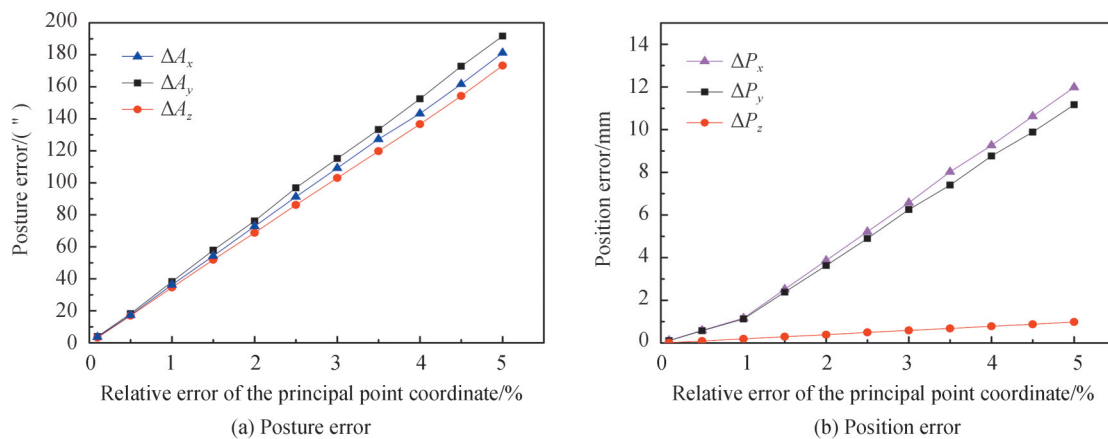 200
180
160
140
120
100
80
60
40
20
0
Posture error/(″)
ΔAx
ΔAy
ΔAz
0 1 2 3 4 5
Relative error of the principal point coordinate/%
(a) Posture error
14
12
10
8
6
4
2
0
Position error/mm
ΔPx
ΔPy
ΔPz
0 1 2 3 4 5
Relative error of the principal point coordinate/%
(b) Position error